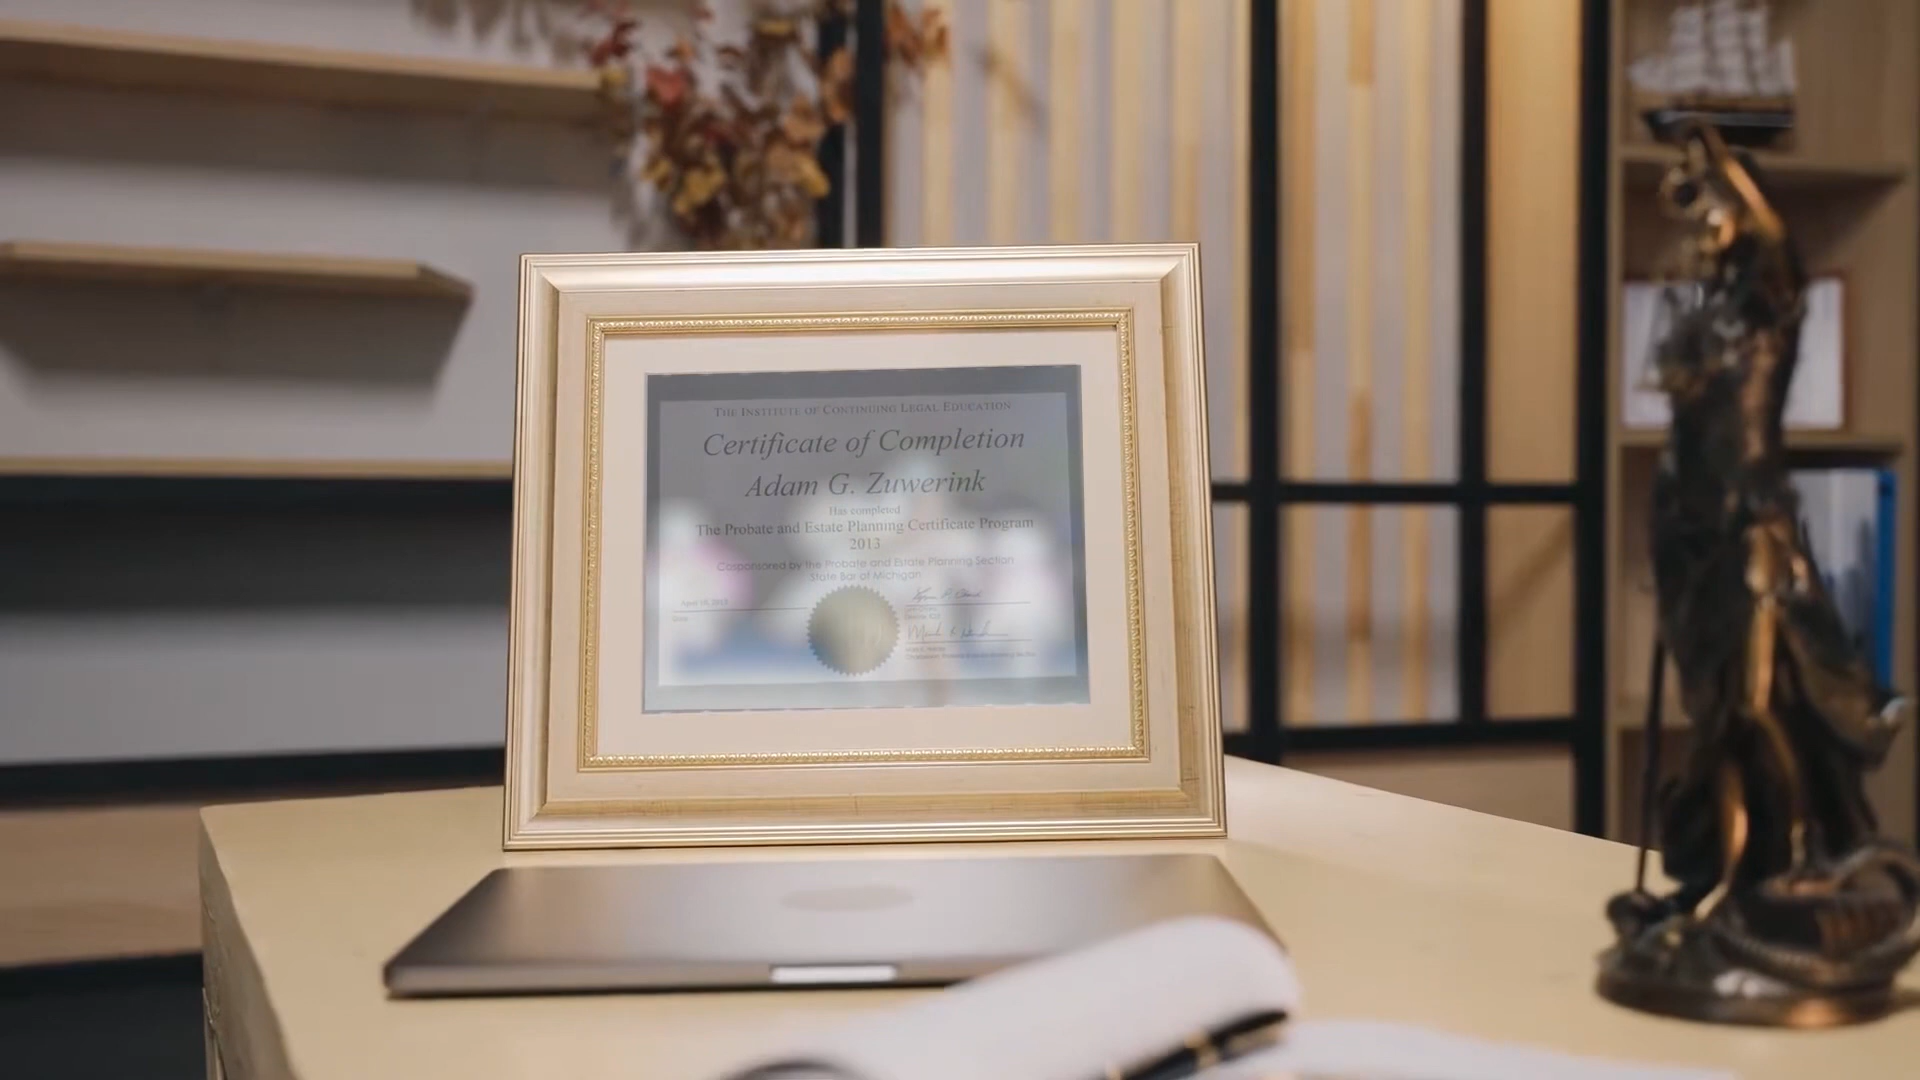 THE INSTITUTE OF CONTINUING LEGAL EDUCATION
Certificate of Completion
Adam G. Zuwerink
Has completed
The Probate and Estate Planning Certificate Program
2013
Cosponsored by the Probate and Estate Planning Section
State Bar of Michigan